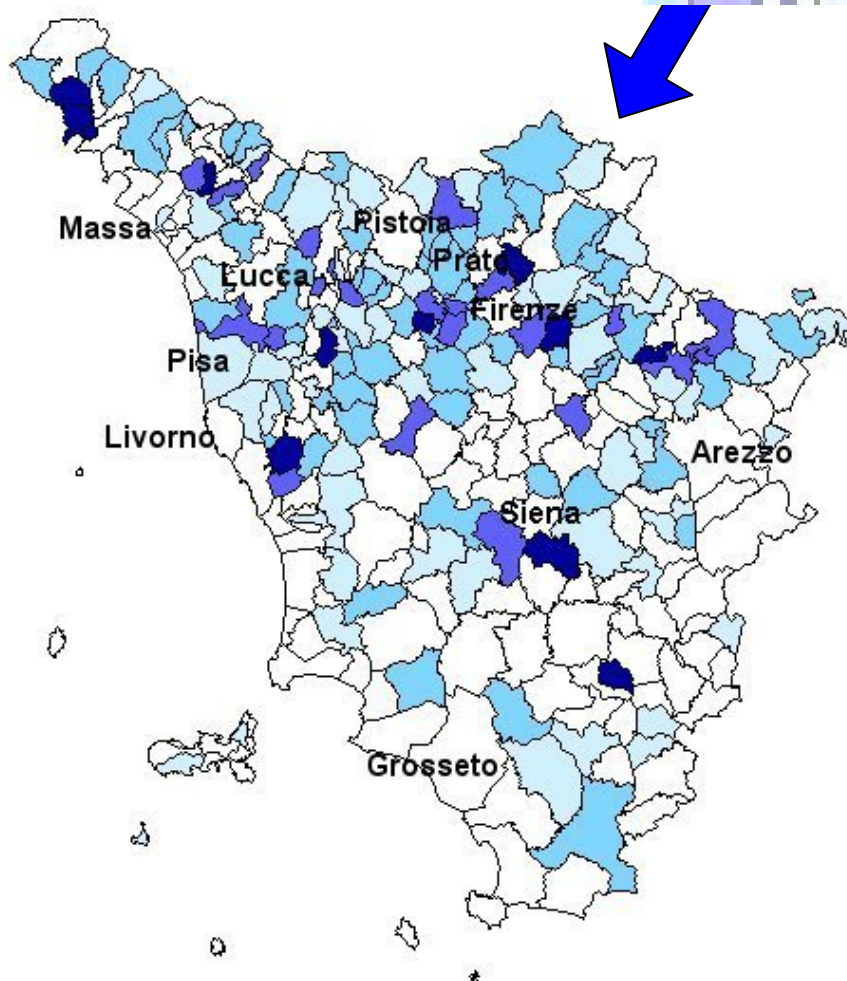 Pistoia
Massa
Prato
Lucca
Firenze
Pisa
Livorno
Arezzo
Siena
Grosseto